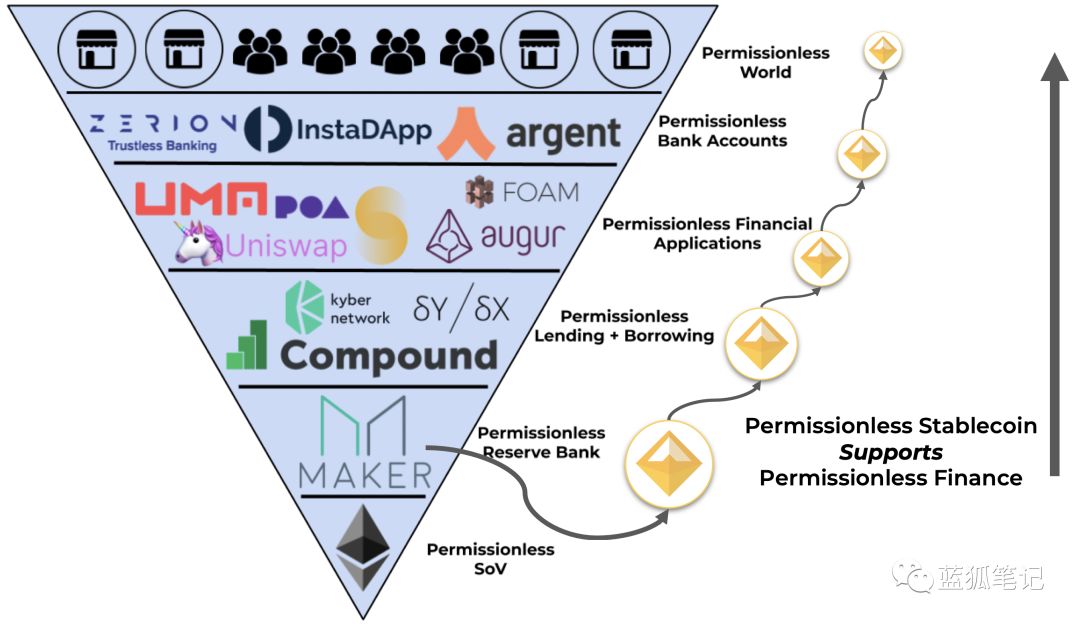 Permissionless
World
ZERION
Trustless Banking
InstaDApp
argent
Permissionless
Bank Accounts
UMA
POA
FOAM
Uniswap
augur
Permissionless Financial
Applications
kyber
network
δY/δX
Compound
Permissionless
Lending + Borrowing
MAKER
Permissionless
Reserve Bank
Permissionless Stablecoin
Supports
Permissionless Finance
Permissionless
SoV
蓝狐笔记